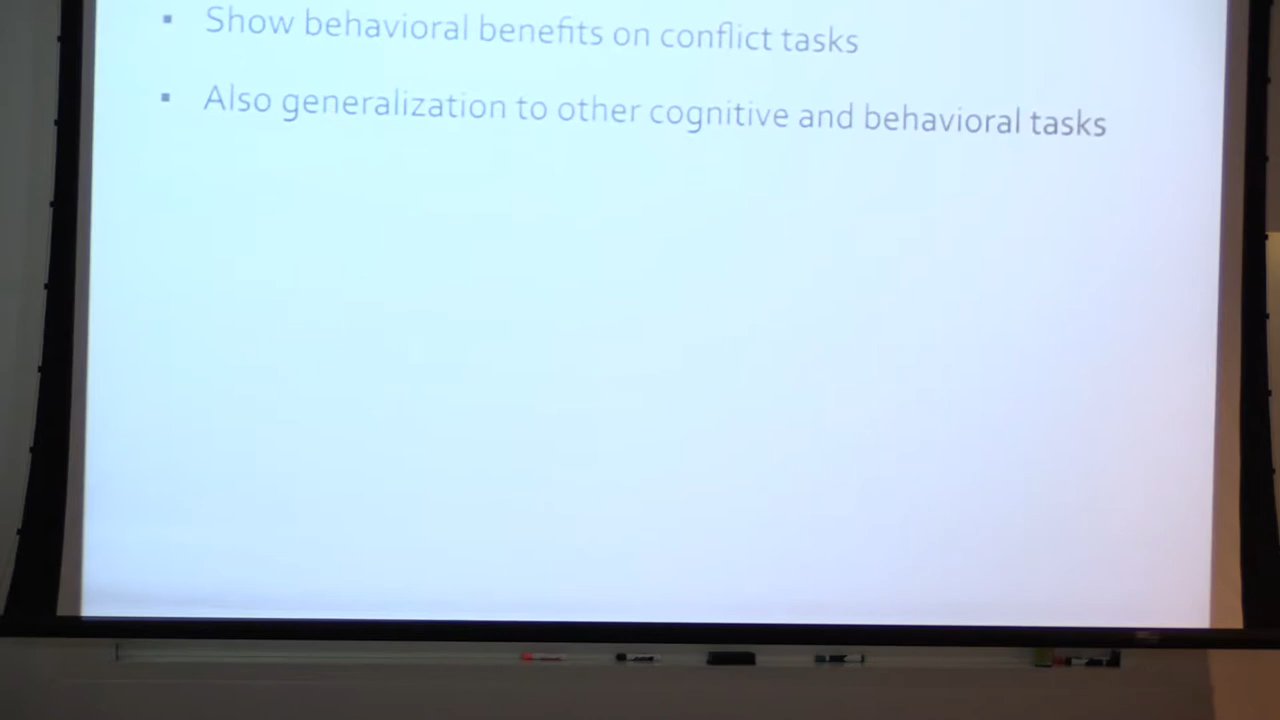 ▪ Show behavioral benefits on conflict tasks
▪ Also generalization to other cognitive and behavioral tasks